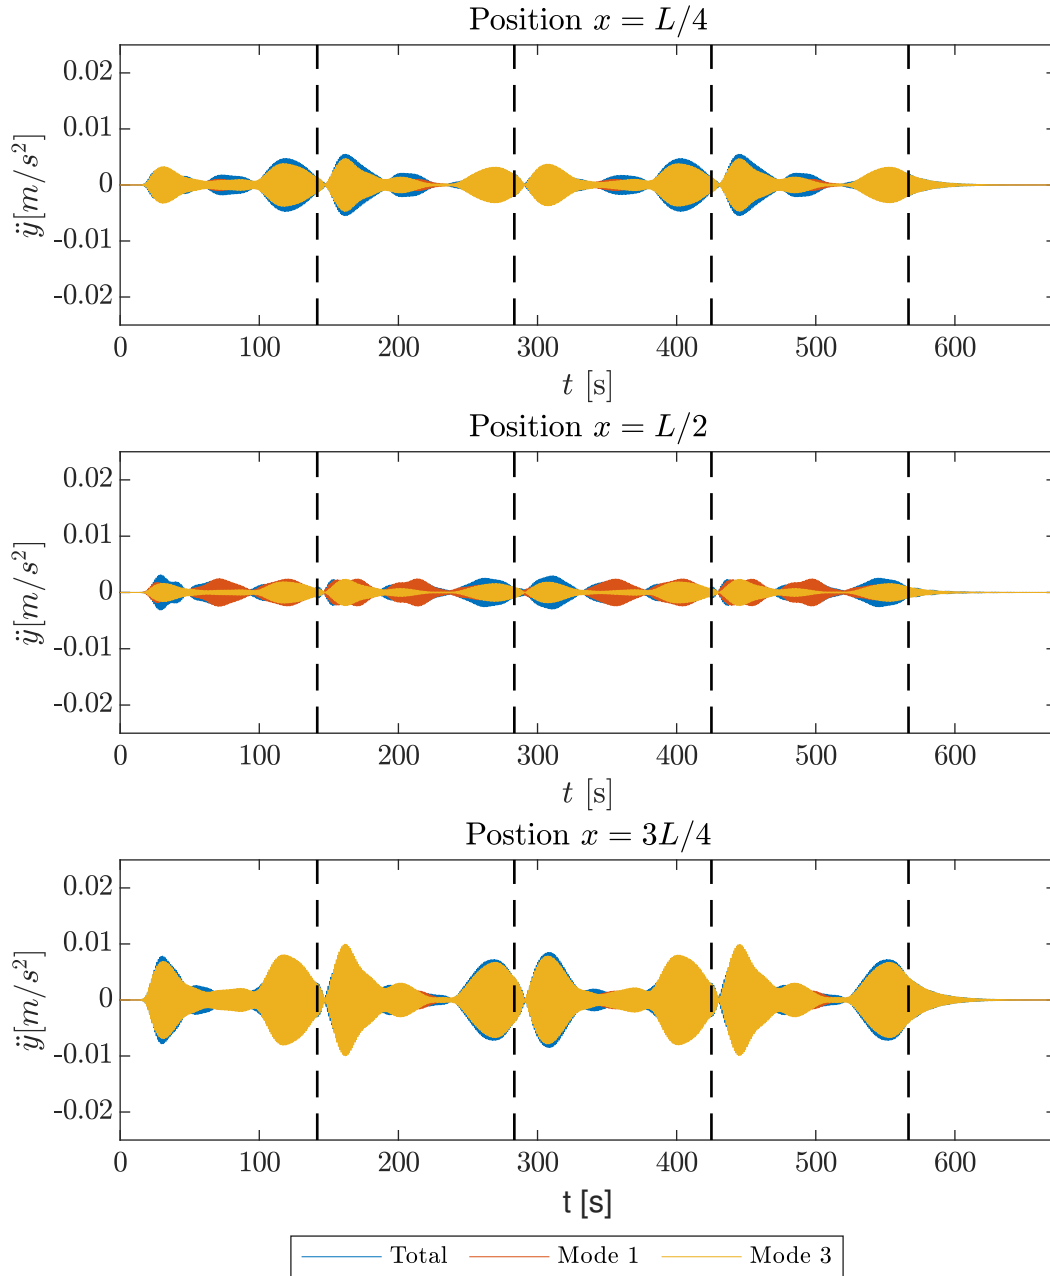 Position x = L/4
0.02
0.01
0
-0.01
-0.02
ÿ[m/s²]
0 100 200 300 400 500 600
t [s]
Position x = L/2
0.02
0.01
0
-0.01
-0.02
ÿ[m/s²]
0 100 200 300 400 500 600
t [s]
Postion x = 3L/4
0.02
0.01
0
-0.01
-0.02
ÿ[m/s²]
0 100 200 300 400 500 600
t [s]
Total Mode 1 Mode 3